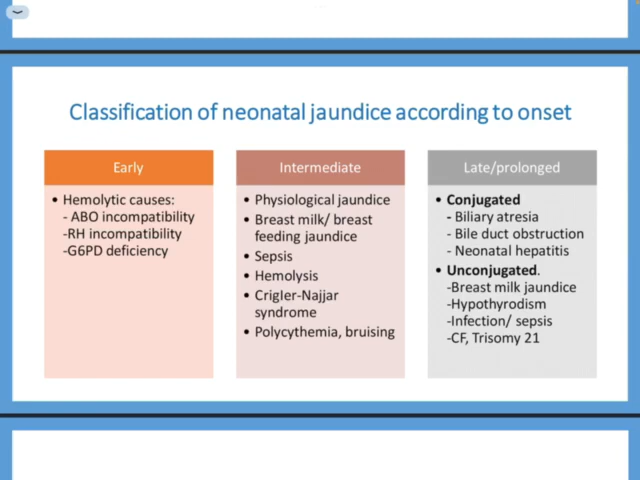 Classification of neonatal jaundice according to onset
Early
• Hemolytic causes:
- ABO incompatibility
-RH incompatibility
-G6PD deficiency
Intermediate
• Physiological jaundice
• Breast milk/ breast
feeding jaundice
• Sepsis
• Hemolysis
• Crigler-Najjar
syndrome
• Polycythemia, bruising
Late/prolonged
• Conjugated
- Biliary atresia
- Bile duct obstruction
- Neonatal hepatitis
• Unconjugated.
-Breast milk jaundice
-Hypothyrodism
-Infection/ sepsis
-CF, Trisomy 21